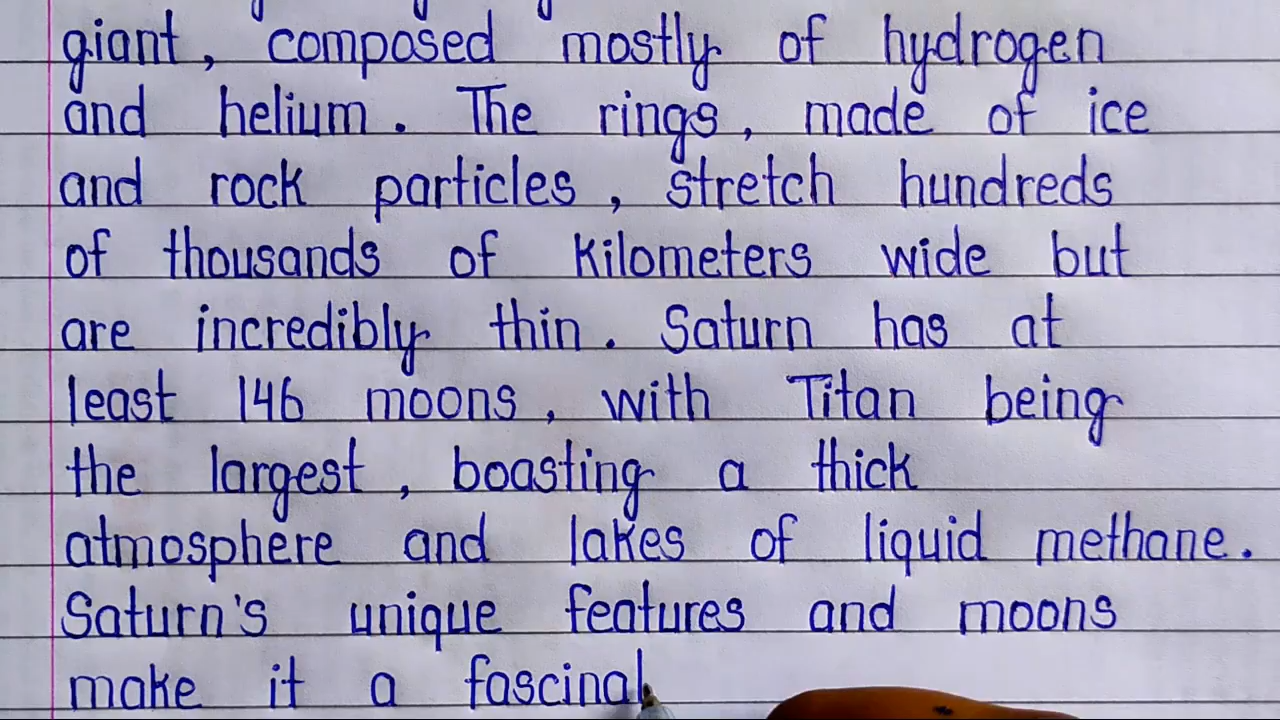 giant, composed mostly of hydrogen
and helium. The rings, made of ice
and rock particles, stretch hundreds
of thousands of kilometers wide but
are incredibly thin. Saturn has at
least 146 moons, with Titan being
the largest, boasting a thick
atmosphere and lakes of liquid methane.
Saturn's unique features and moons
make it a